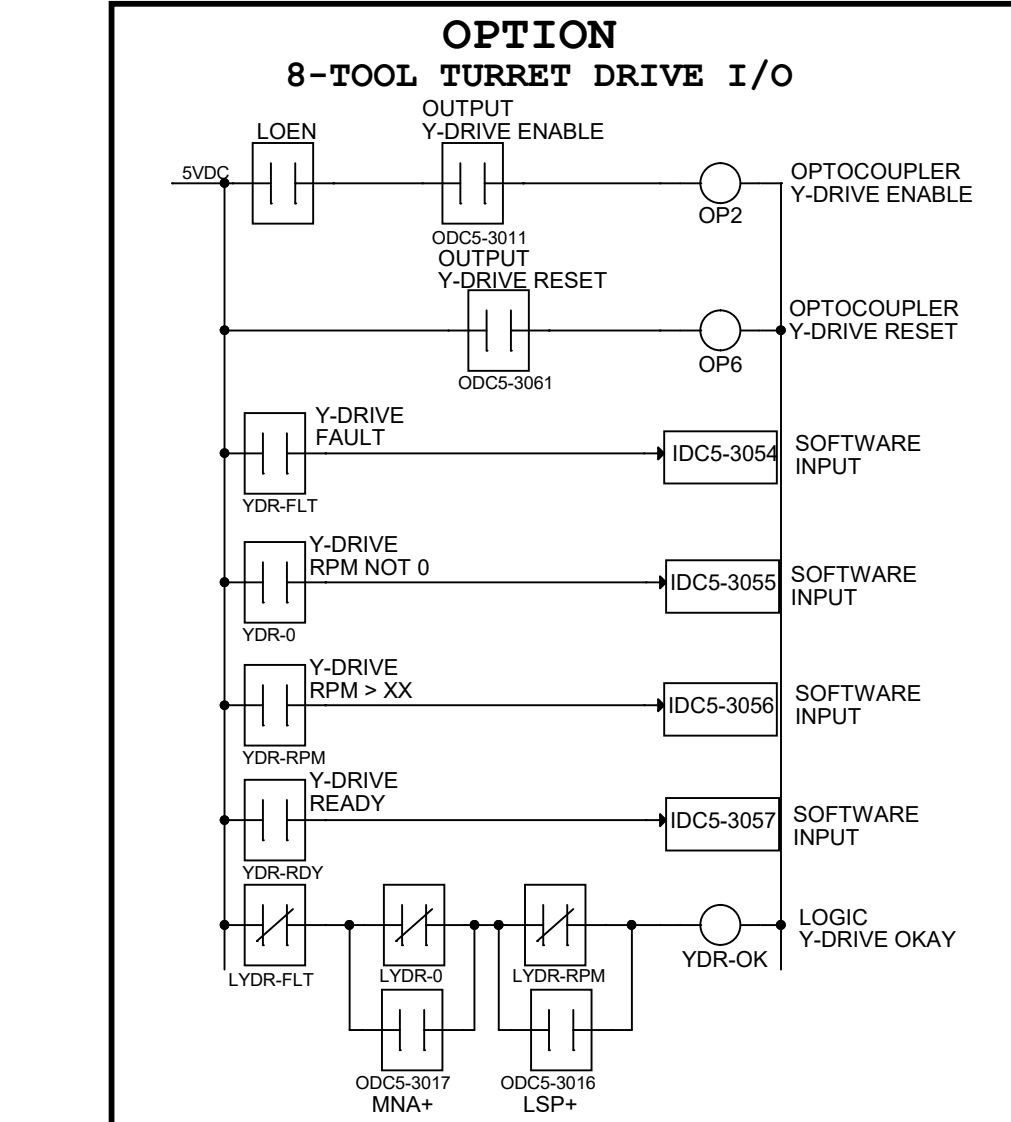 OPTION
8-TOOL TURRET DRIVE I/O
LOEN
OUTPUT
Y-DRIVE ENABLE
5VDC
OPTOCOUPLER
Y-DRIVE ENABLE
OP2
ODC5-3011
OUTPUT
Y-DRIVE RESET
OPTOCOUPLER
Y-DRIVE RESET
OP6
ODC5-3061
Y-DRIVE
FAULT
IDC5-3054
SOFTWARE
INPUT
YDR-FLT
Y-DRIVE
RPM NOT 0
IDC5-3055
SOFTWARE
INPUT
YDR-0
Y-DRIVE
RPM > XX
IDC5-3056
SOFTWARE
INPUT
YDR-RPM
Y-DRIVE
READY
IDC5-3057
SOFTWARE
INPUT
YDR-RDY
LOGIC
Y-DRIVE OKAY
YDR-OK
LYDR-FLT
LYDR-0
LYDR-RPM
ODC5-3017
MNA+
ODC5-3016
LSP+